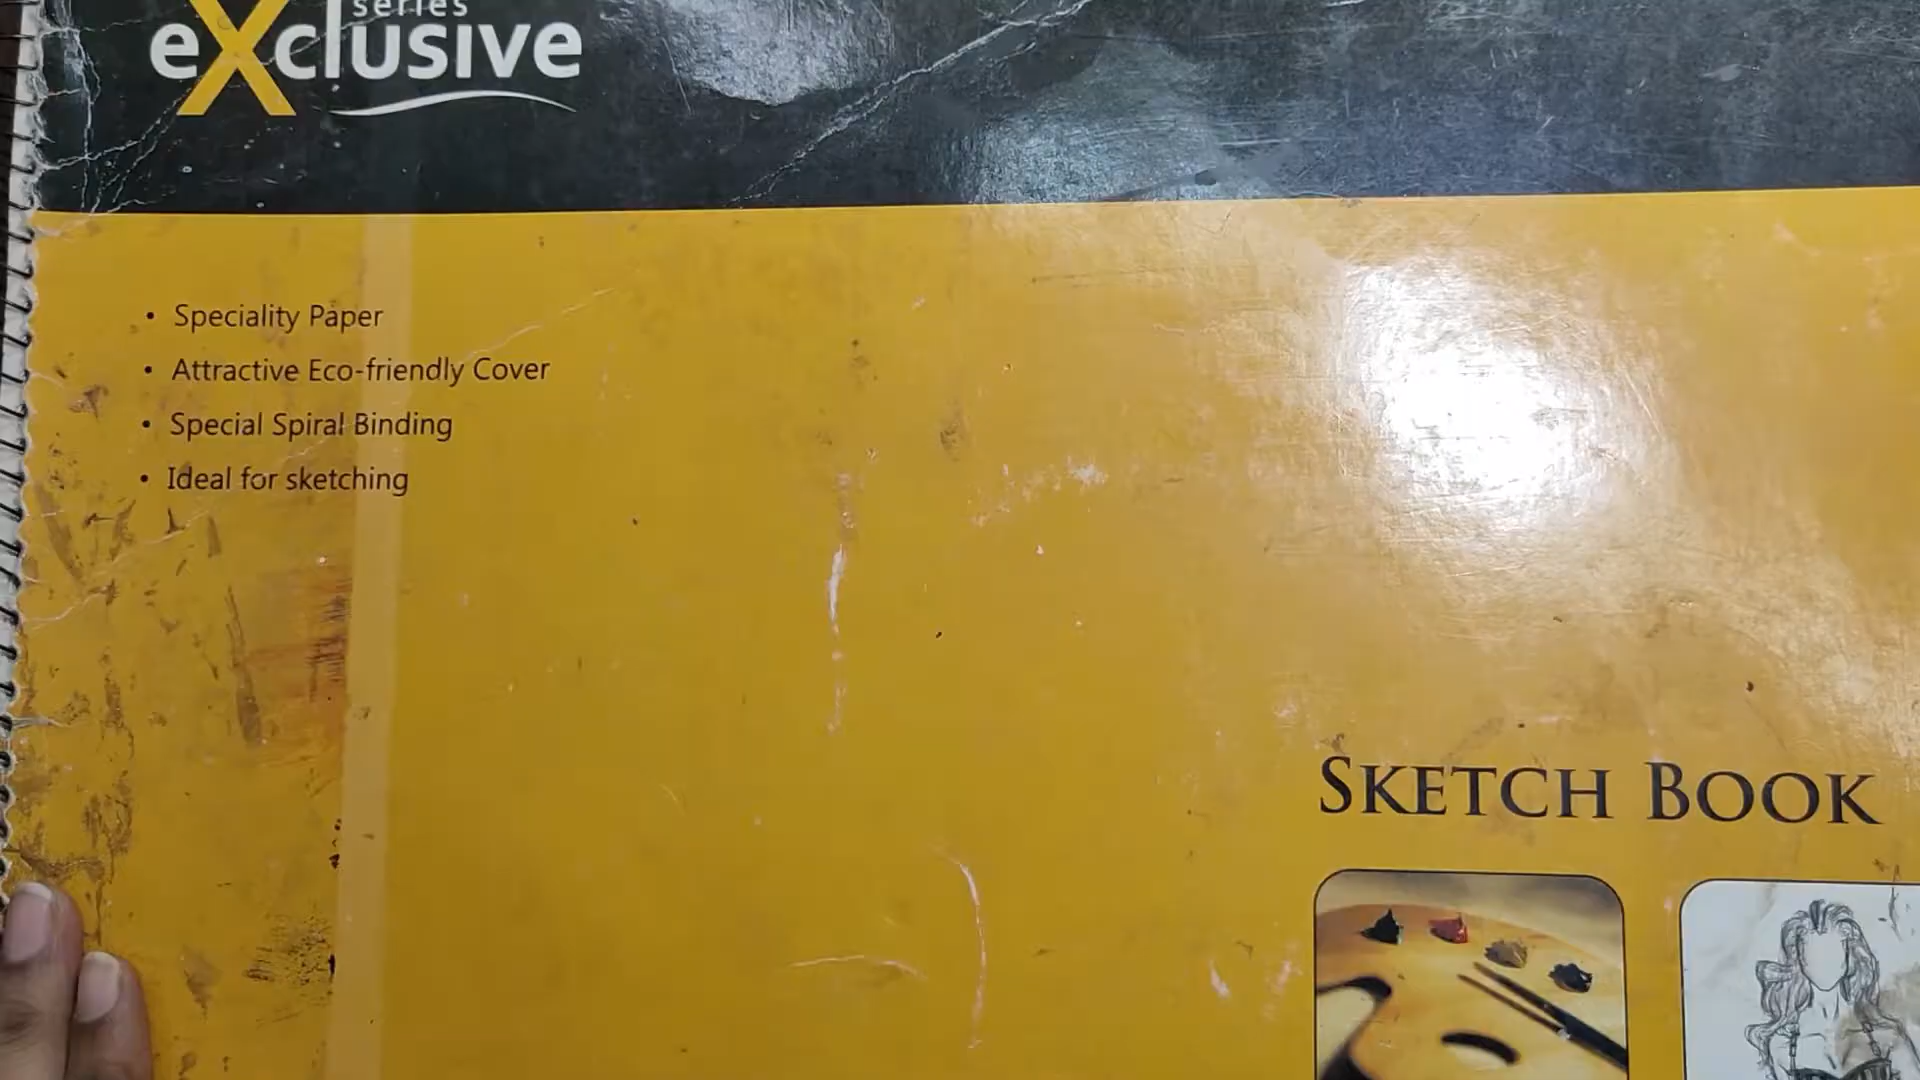 series
eXclusive
• Speciality Paper
• Attractive Eco-friendly Cover
• Special Spiral Binding
• Ideal for sketching
SKETCH BOOK